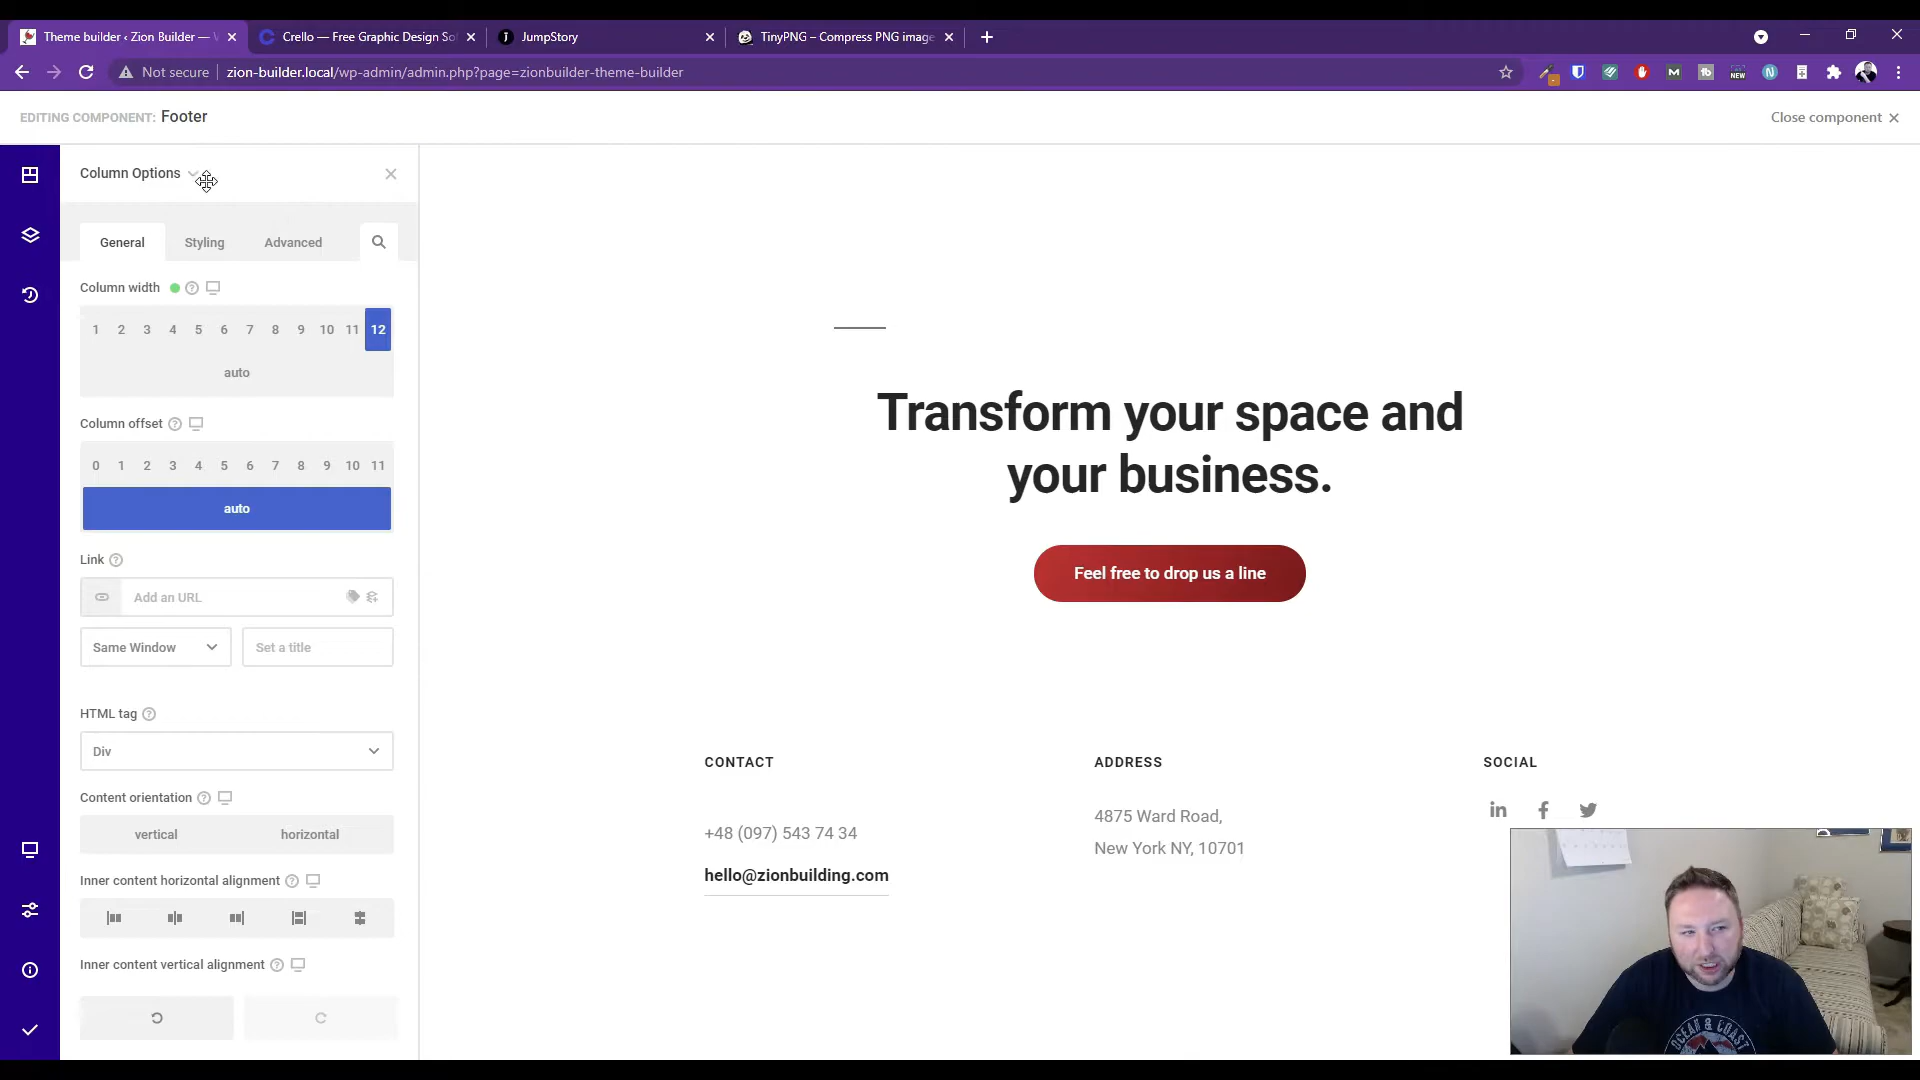 Theme builder ‹ Zion Builder — W
Crello — Free Graphic Design So
JumpStory
TinyPNG – Compress PNG image
Not secure
zion-builder.local/wp-admin/admin.php?page=zionbuilder-theme-builder
EDITING COMPONENT: Footer
Close component
Column Options
General Styling Advanced
Column width
1 2 3 4 5 6 7 8 9 10 11 12
auto
Column offset
0 1 2 3 4 5 6 7 8 9 10 11
auto
Link
Add an URL
Same Window
Set a title
HTML tag
Div
Content orientation
vertical horizontal
Inner content horizontal alignment
Inner content vertical alignment
Transform your space and
your business.
Feel free to drop us a line
CONTACT
+48 (097) 543 74 34
hello@zionbuilding.com
ADDRESS
4875 Ward Road,
New York NY, 10701
SOCIAL
OCEAN & COAST